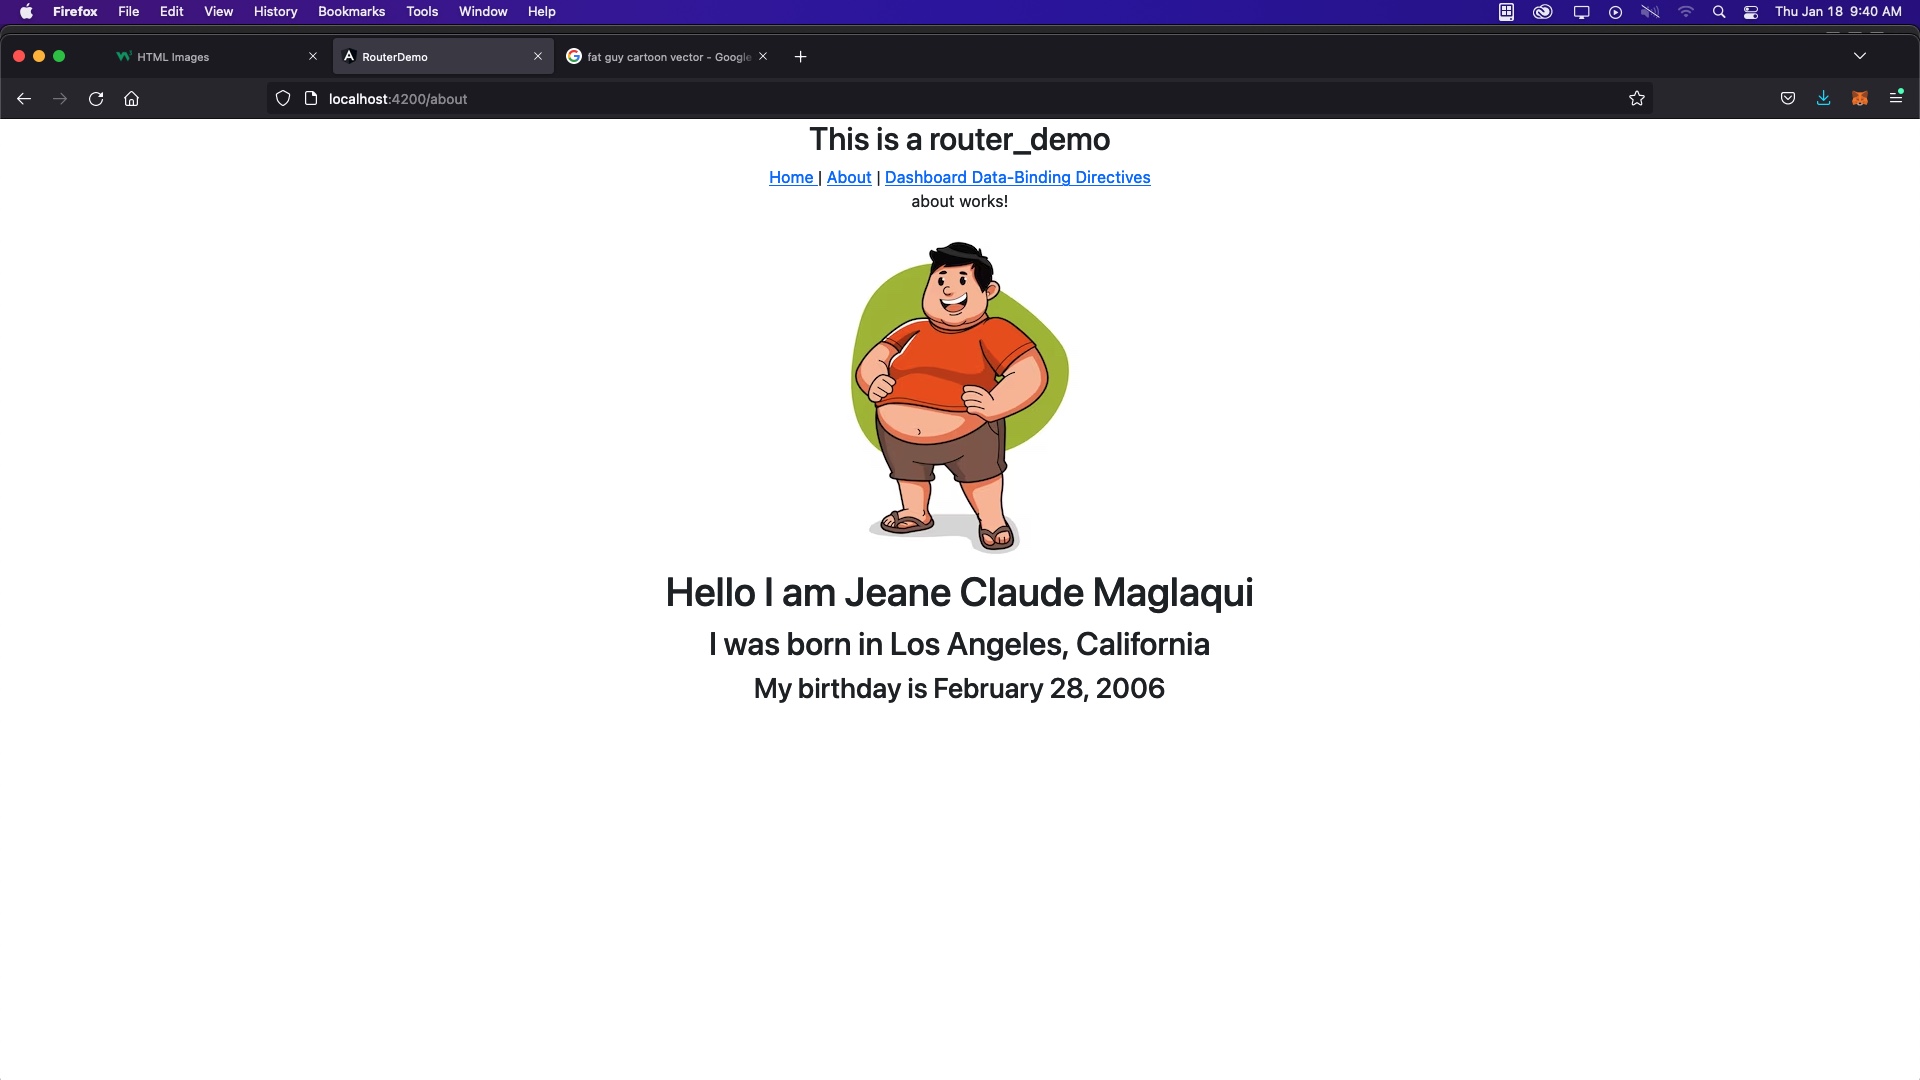 Firefox File Edit View History Bookmarks Tools Window Help Thu Jan 18 9:40 AM
HTML Images RouterDemo fat guy cartoon vector - Google
localhost:4200/about
This is a router_demo
Home | About | Dashboard Data-Binding Directives
about works!
Hello I am Jeane Claude Maglaqui
I was born in Los Angeles, California
My birthday is February 28, 2006